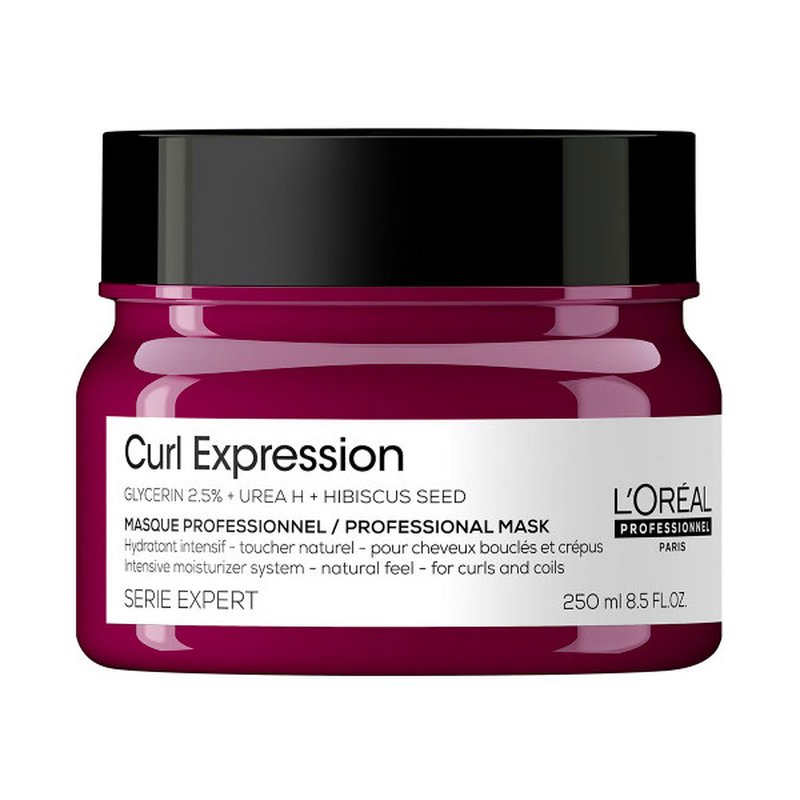 Curl Expression
GLYCERIN 2.5% + UREA H + HIBISCUS SEED
MASQUE PROFESSIONNEL / PROFESSIONAL MASK
Hydratant intensif - toucher naturel - pour cheveux bouclés et crépus
Intensive moisturizer system - natural feel - for curls and coils
SERIE EXPERT
250 ml 8.5 FL.OZ.
L'ORÉAL
PROFESSIONNEL
PARIS